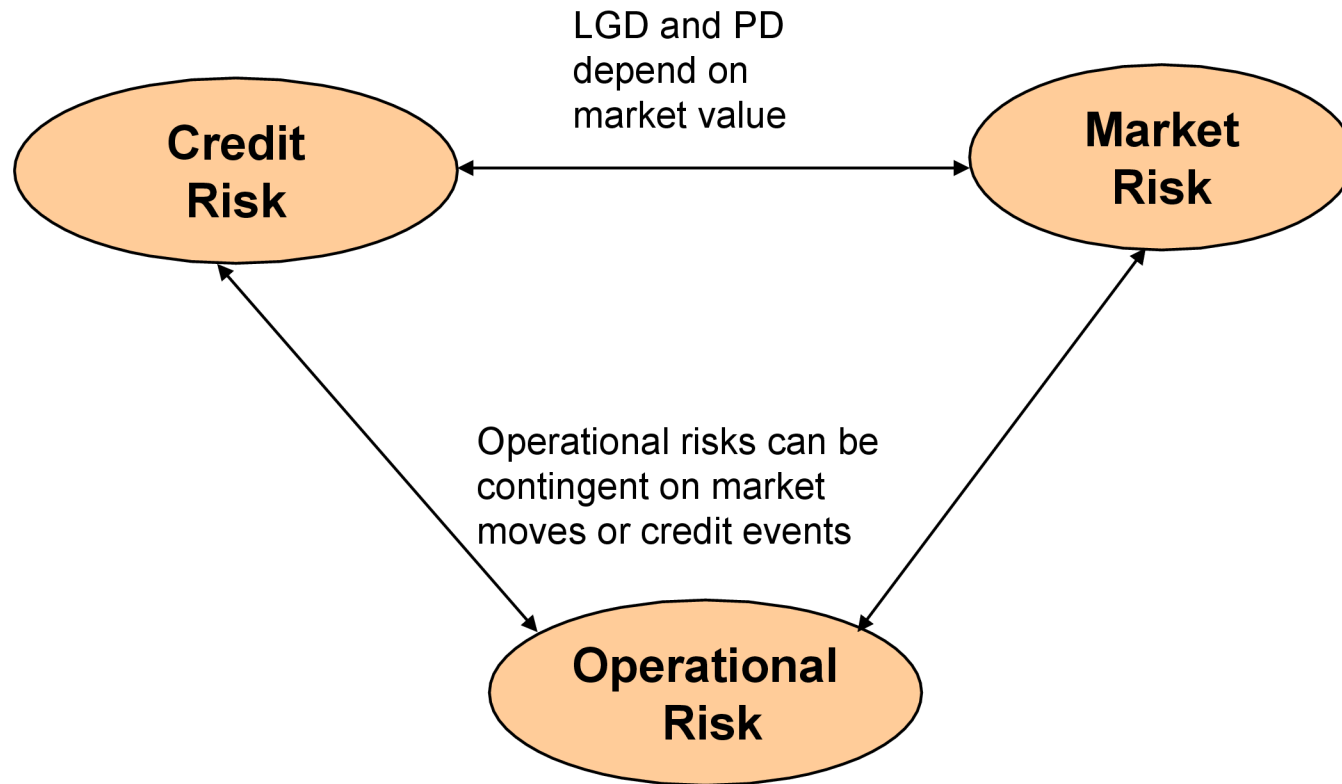 LGD and PD
depend on
market value
Credit
Risk
Market
Risk
Operational risks can be
contingent on market
moves or credit events
Operational
Risk